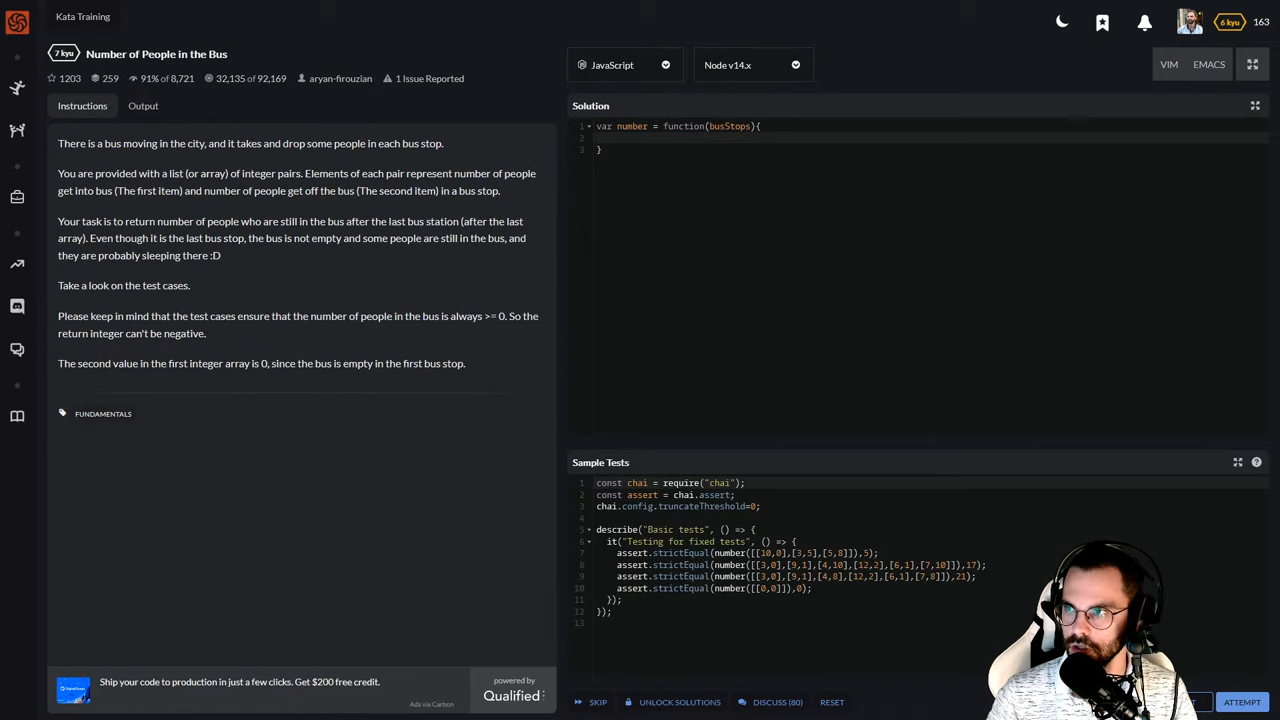 Kata Training
6 kyu
163
7 kyu
Number of People in the Bus
1203
259
91% of 8,721
32,135 of 92,169
aryan-firouzian
1 Issue Reported
JavaScript
Node v14.x
VIM
EMACS
Instructions
Output
There is a bus moving in the city, and it takes and drop some people in each bus stop.
You are provided with a list (or array) of integer pairs. Elements of each pair represent number of people
get into bus (The first item) and number of people get off the bus (The second item) in a bus stop.
Your task is to return number of people who are still in the bus after the last bus station (after the last
array). Even though it is the last bus stop, the bus is not empty and some people are still in the bus, and
they are probably sleeping there :D
Take a look on the test cases.
Please keep in mind that the test cases ensure that the number of people in the bus is always >= 0. So the
return integer can't be negative.
The second value in the first integer array is 0, since the bus is empty in the first bus stop.
FUNDAMENTALS
Ship your code to production in just a few clicks. Get $200 free credit.
DigitalOcean
Ads via Carbon
powered by
Qualified
Solution
1 var number = function(busStops){
2
3 }
Sample Tests
1 const chai = require("chai");
2 const assert = chai.assert;
3 chai.config.truncateThreshold=0;
4
5 describe("Basic tests", () => {
6 it("Testing for fixed tests", () => {
7 assert.strictEqual(number([[10,0],[3,5],[5,8]]),5);
8 assert.strictEqual(number([[3,0],[9,1],[4,10],[12,2],[6,1],[7,10]]),17);
9 assert.strictEqual(number([[3,0],[9,1],[4,8],[12,2],[6,1],[7,8]]),21);
10 assert.strictEqual(number([[0,0]]),0);
11 });
12 });
13
SKIP
UNLOCK SOLUTIONS
DISCUSS (80)
RESET
ATTEMPT